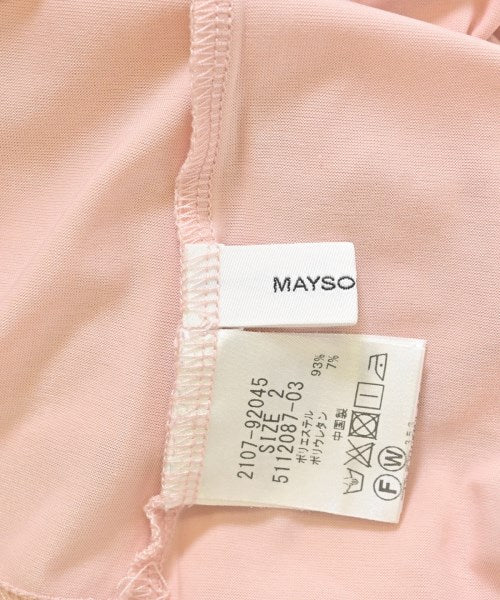 MAYSO
2107-92045
SIZE 2
5112087-03
ポリエステル 93%
ポリウレタン 7%
中国製
F W